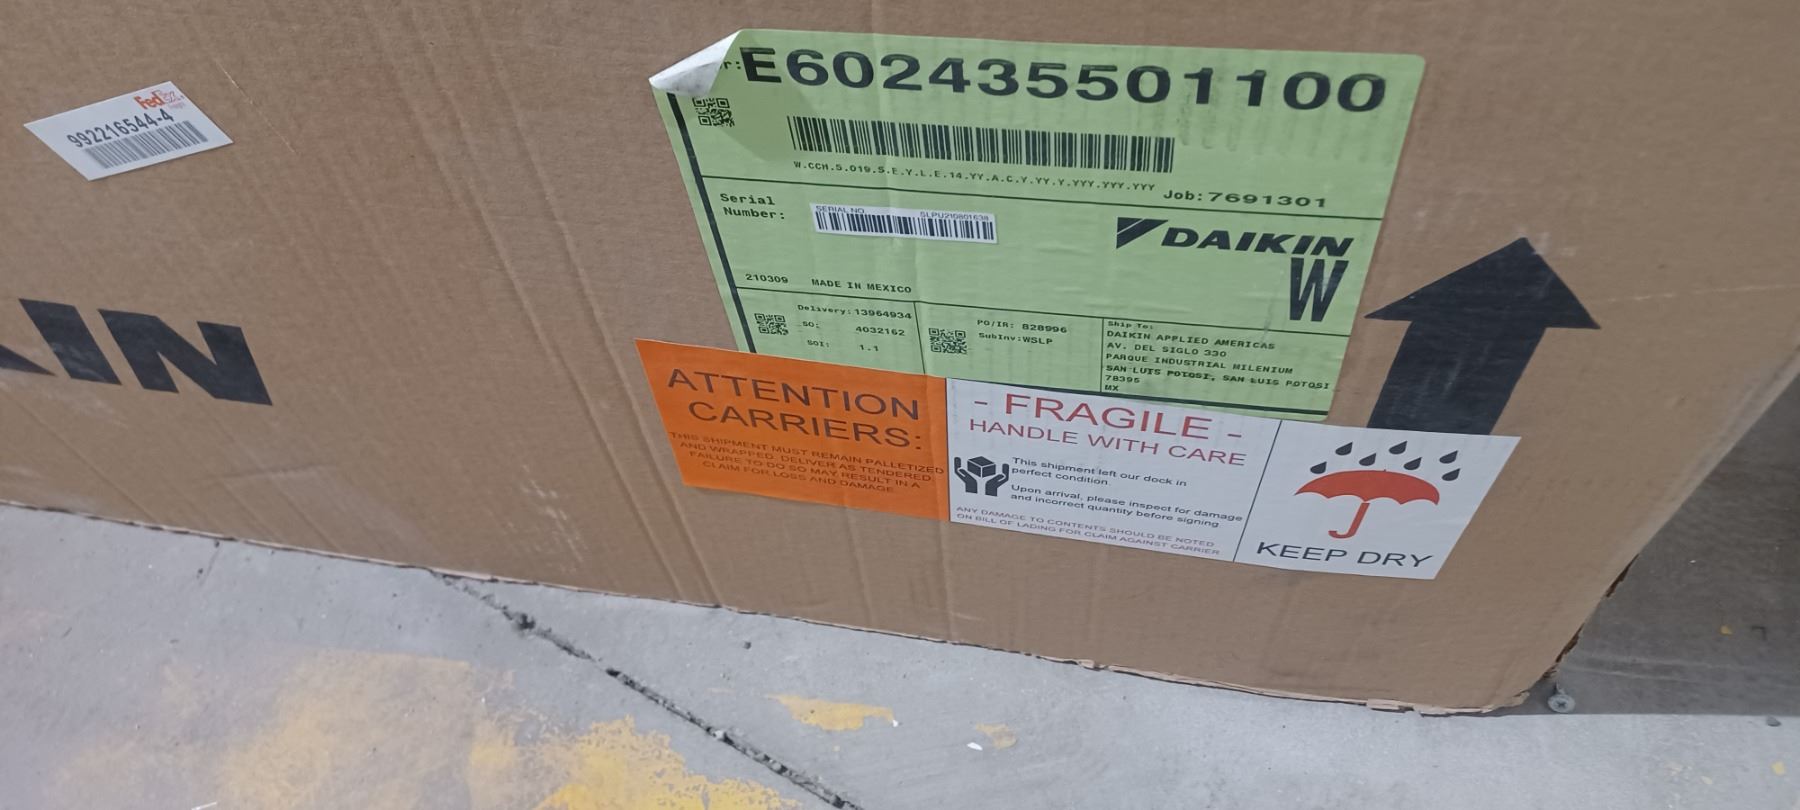 FedEx
Freight
992216544-4
AIN
r: E602435501100
W.CCH.5.019.S.E.Y.L.E.14.YY.A.C.Y.YY.Y.YYY.YYY.YYY
Job: 7691301
Serial
Number:
SERIAL NO. SLPU210801638
DAIKIN
W
210309 MADE IN MEXICO
Delivery: 13964934
SO: 4032162
SOI: 1.1
PO/IR: 828996
SubInv: WSLP
Ship To:
DAIKIN APPLIED AMERICAS
AV. DEL SIGLO 330
PARQUE INDUSTRIAL MILENIUM
SAN LUIS POTOSI, SAN LUIS POTOSI
78395
MX
ATTENTION
CARRIERS:
THIS SHIPMENT MUST REMAIN PALLETIZED
AND WRAPPED. DELIVER AS TENDERED.
FAILURE TO DO SO MAY RESULT IN A
CLAIM FOR LOSS AND DAMAGE.
- FRAGILE -
HANDLE WITH CARE
This shipment left our dock in
perfect condition.
Upon arrival, please inspect for damage
and incorrect quantity before signing
ANY DAMAGE TO CONTENTS SHOULD BE NOTED
ON BILL OF LADING FOR CLAIM AGAINST CARRIER
KEEP DRY